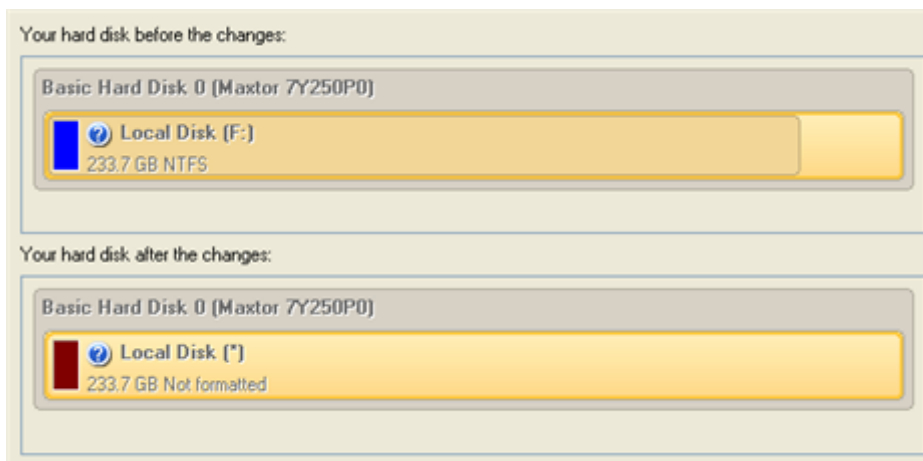 Your hard disk before the changes:
Basic Hard Disk 0 (Maxtor 7Y250P0)
Local Disk (F:)
233.7 GB NTFS
Your hard disk after the changes:
Basic Hard Disk 0 (Maxtor 7Y250P0)
Local Disk (*)
233.7 GB Not formatted